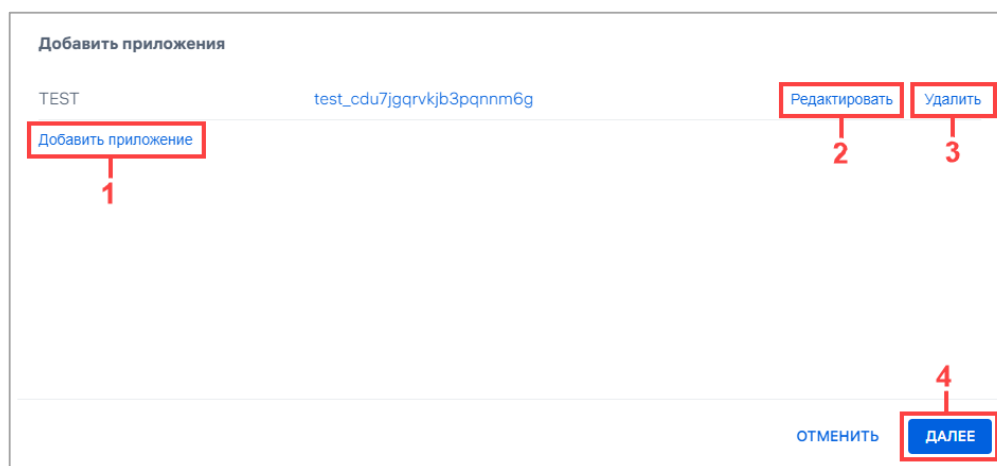 Добавить приложения
TEST test_cdu7jgqrvkjb3pqnnm6g Редактировать Удалить
Добавить приложение
1
2
3
4
ОТМЕНИТЬ ДАЛЕЕ